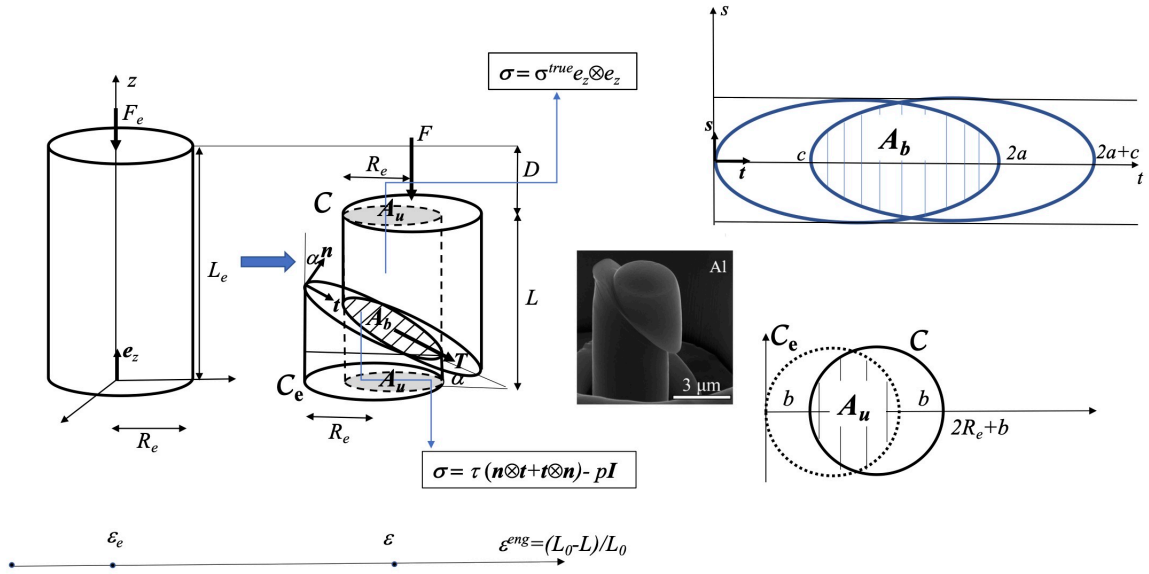 z
F_e
L_e
e_z
R_e
σ= σ^{true}e_z⊗e_z
F
R_e
D
C
A_u
α
n
t
A_b
L
T
α
C_e
A_u
R_e
σ= τ (n⊗t+t⊗n)- pI
s
s
A_b
c
2a
2a+c
t
t
Al
3 μm
C_e
C
b
A_u
b
2R_e+b
ε_e
ε
ε^{eng}=(L_0-L)/L_0